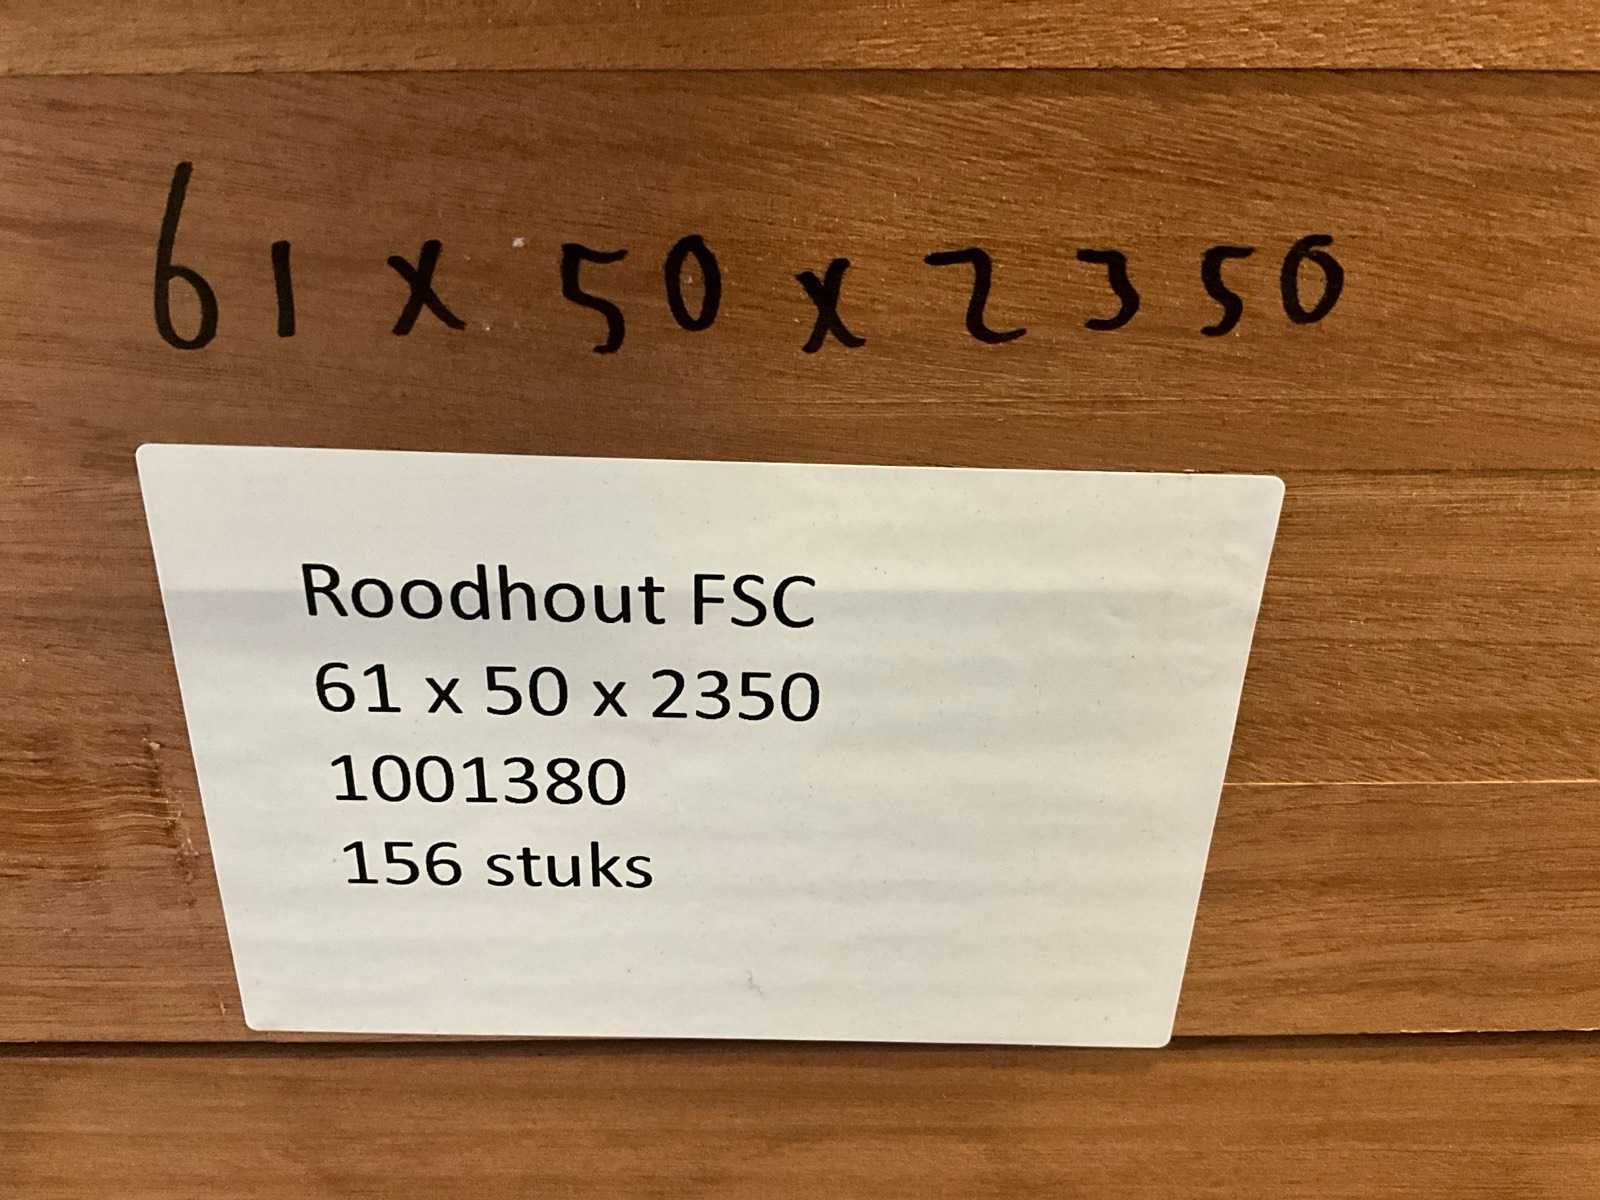 61 x 50 x 2350
Roodhout FSC
61 x 50 x 2350
1001380
156 stuks